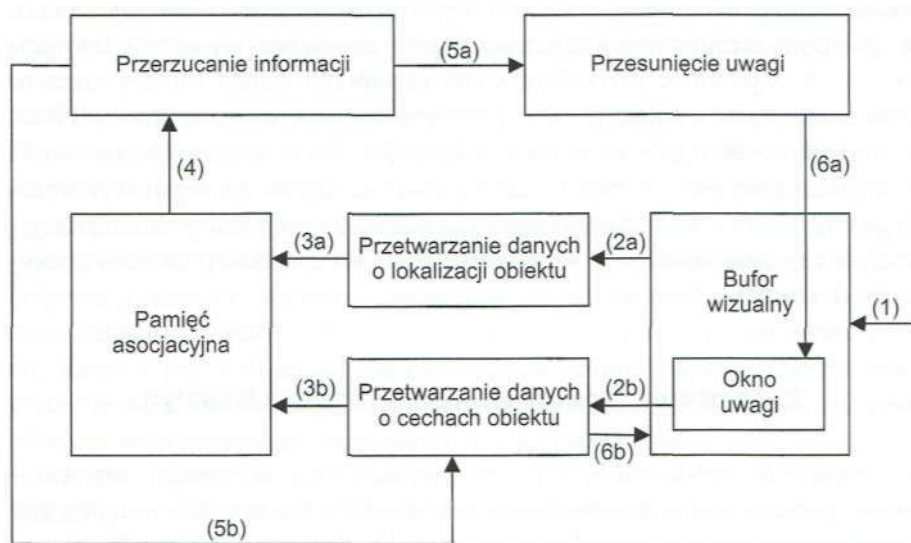 Przerzucanie informacji
(5a)
Przesunięcie uwagi
(4)
(6a)
Pamięć
asocjacyjna
(3a)
Przetwarzanie danych
o lokalizacji obiektu
(2a)
Bufor
wizualny
(1)
(3b)
Przetwarzanie danych
o cechach obiektu
(2b)
(6b)
Okno
uwagi
(5b)